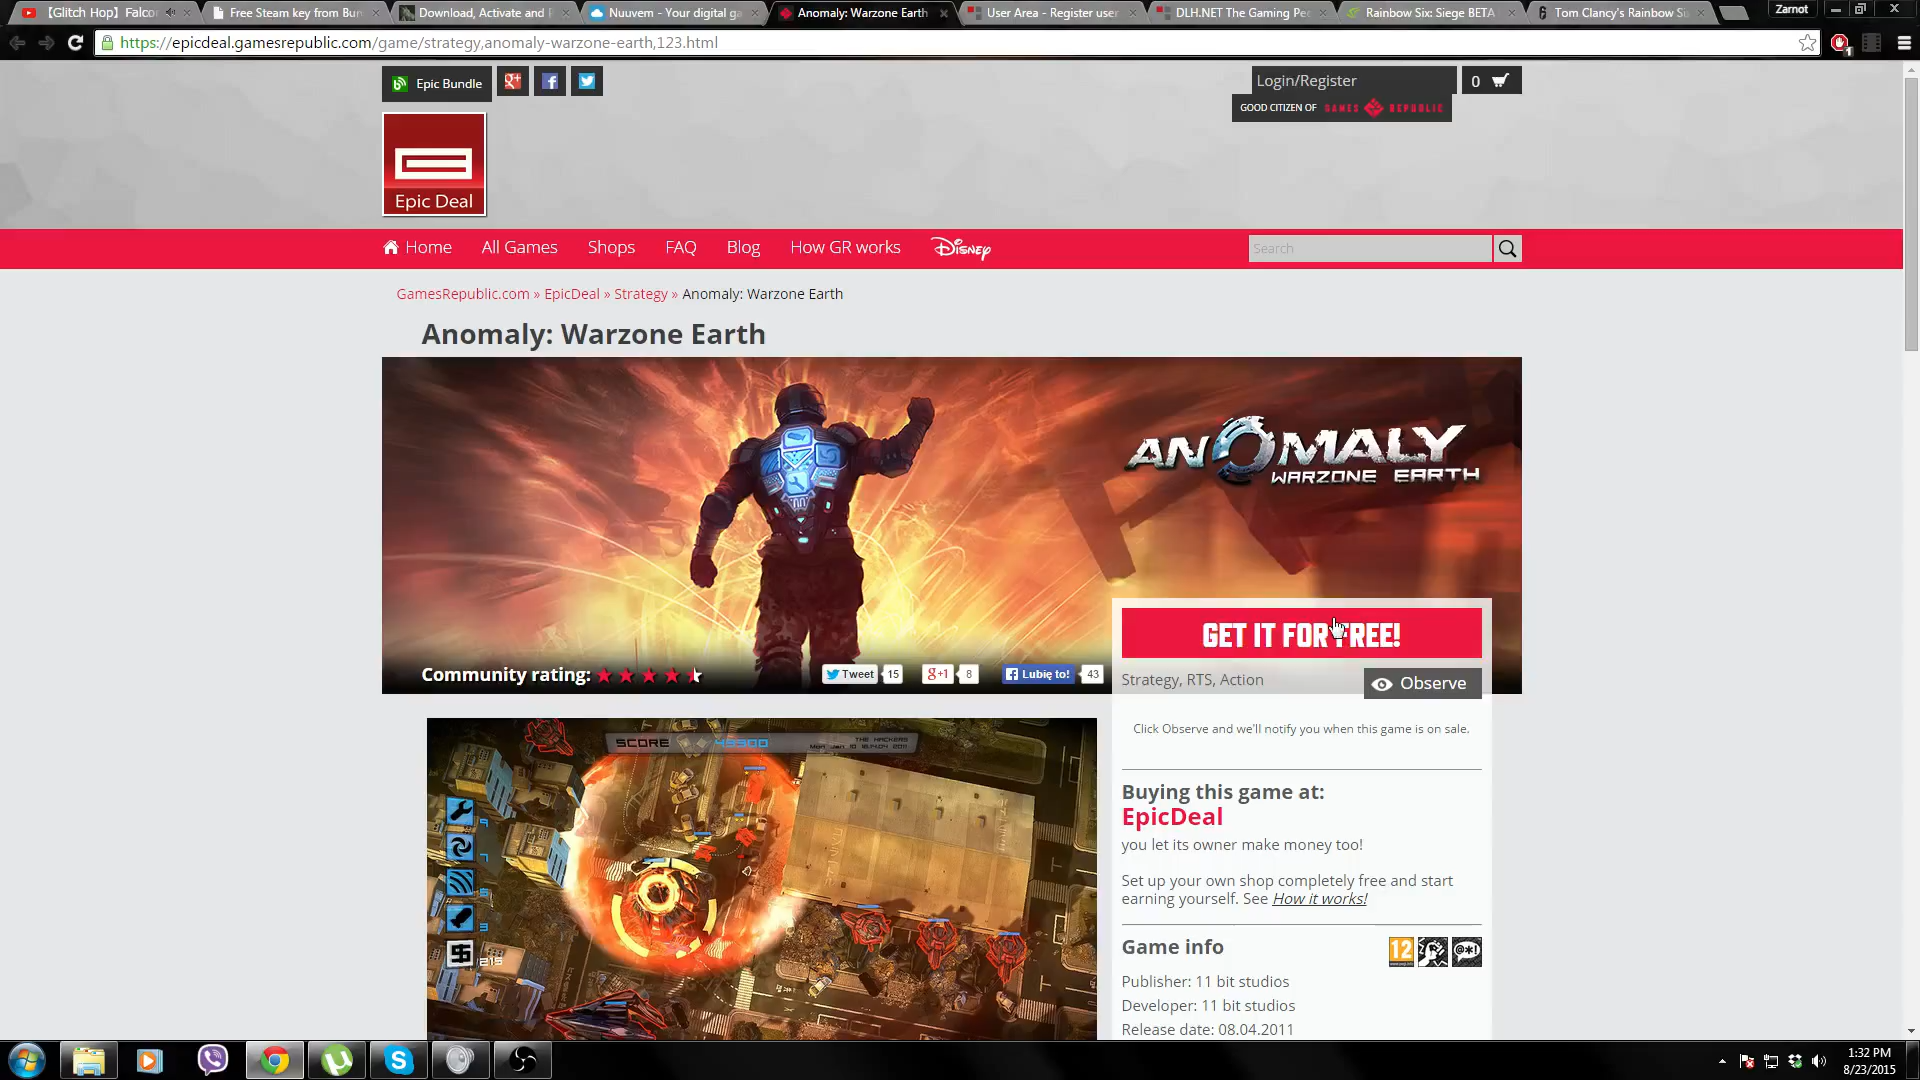 【Glitch Hop】Falco
Free Steam key from Bun
Download, Activate and
Nuuvem - Your digital ga
Anomaly: Warzone Earth
User Area - Register user
DLH.NET The Gaming Pe
Rainbow Six: Siege BETA
Tom Clancy's Rainbow Si
Zarnot
https://epicdeal.gamesrepublic.com/game/strategy,anomaly-warzone-earth,123.html
Epic Bundle
Login/Register
0
GOOD CITIZEN OF GAMES REPUBLIC
Epic Deal
Home
All Games
Shops
FAQ
Blog
How GR works
Disney
Search
GamesRepublic.com » EpicDeal » Strategy » Anomaly: Warzone Earth
Anomaly: Warzone Earth
ANOMALY
WARZONE EARTH
GET IT FOR FREE!
Community rating:
Tweet 15
g+1 8
Lubię to! 43
Strategy, RTS, Action
Observe
Click Observe and we'll notify you when this game is on sale.
SCORE
THE HACKERS
Buying this game at:
EpicDeal
you let its owner make money too!
Set up your own shop completely free and start
earning yourself. See How it works!
Game info
12
Publisher: 11 bit studios
Developer: 11 bit studios
Release date: 08.04.2011
1:32 PM
8/23/2015